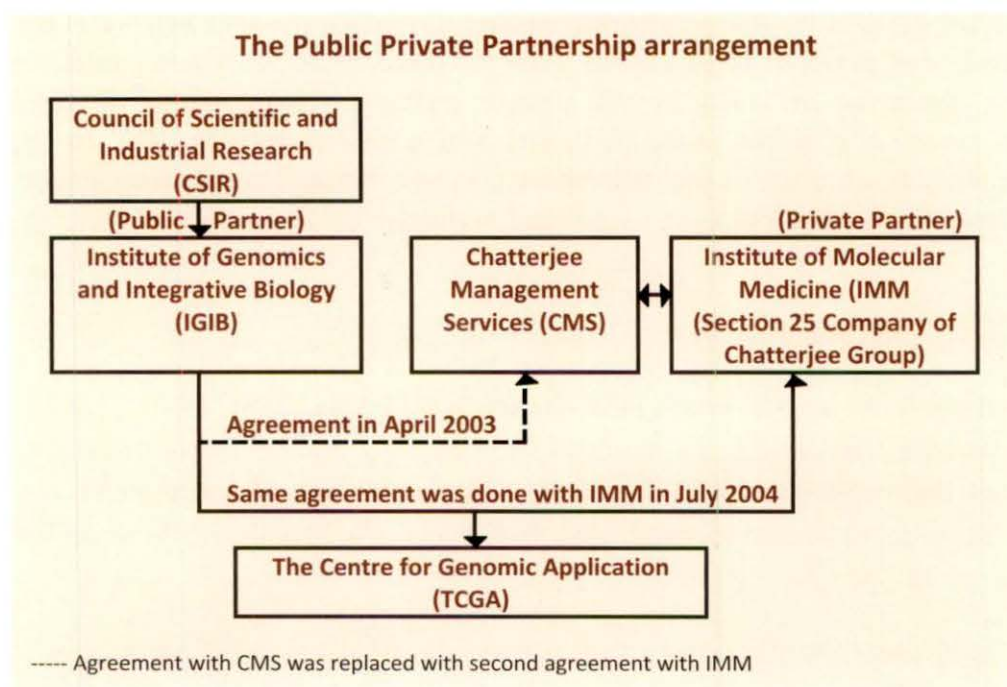 The Public Private Partnership arrangement
Council of Scientific and
Industrial Research
(CSIR)
(Public Partner)
Institute of Genomics
and Integrative Biology
(IGIB)
Chatterjee
Management
Services (CMS)
(Private Partner)
Institute of Molecular
Medicine (IMM
(Section 25 Company of
Chatterjee Group)
Agreement in April 2003
Same agreement was done with IMM in July 2004
The Centre for Genomic Application
(TCGA)
----- Agreement with CMS was replaced with second agreement with IMM